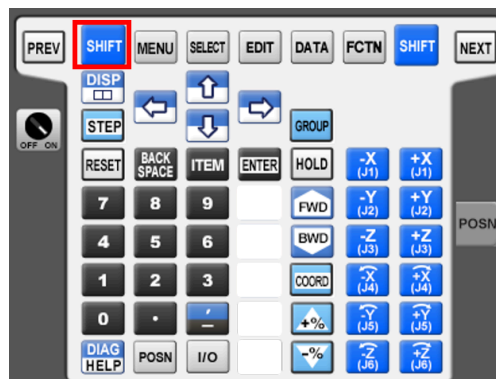 PREV SHIFT MENU SELECT EDIT DATA FCTN SHIFT NEXT
DISP
STEP GROUP
OFF ON
RESET BACK SPACE ITEM ENTER HOLD -X (J1) +X (J1)
7 8 9 FWD -Y (J2) +Y (J2)
POSN
4 5 6 BWD -Z (J3) +Z (J3)
1 2 3 COORD -X (J4) +X (J4)
0 . , - +% -Y (J5) +Y (J5)
DIAG HELP POSN I/O -% -Z (J6) +Z (J6)